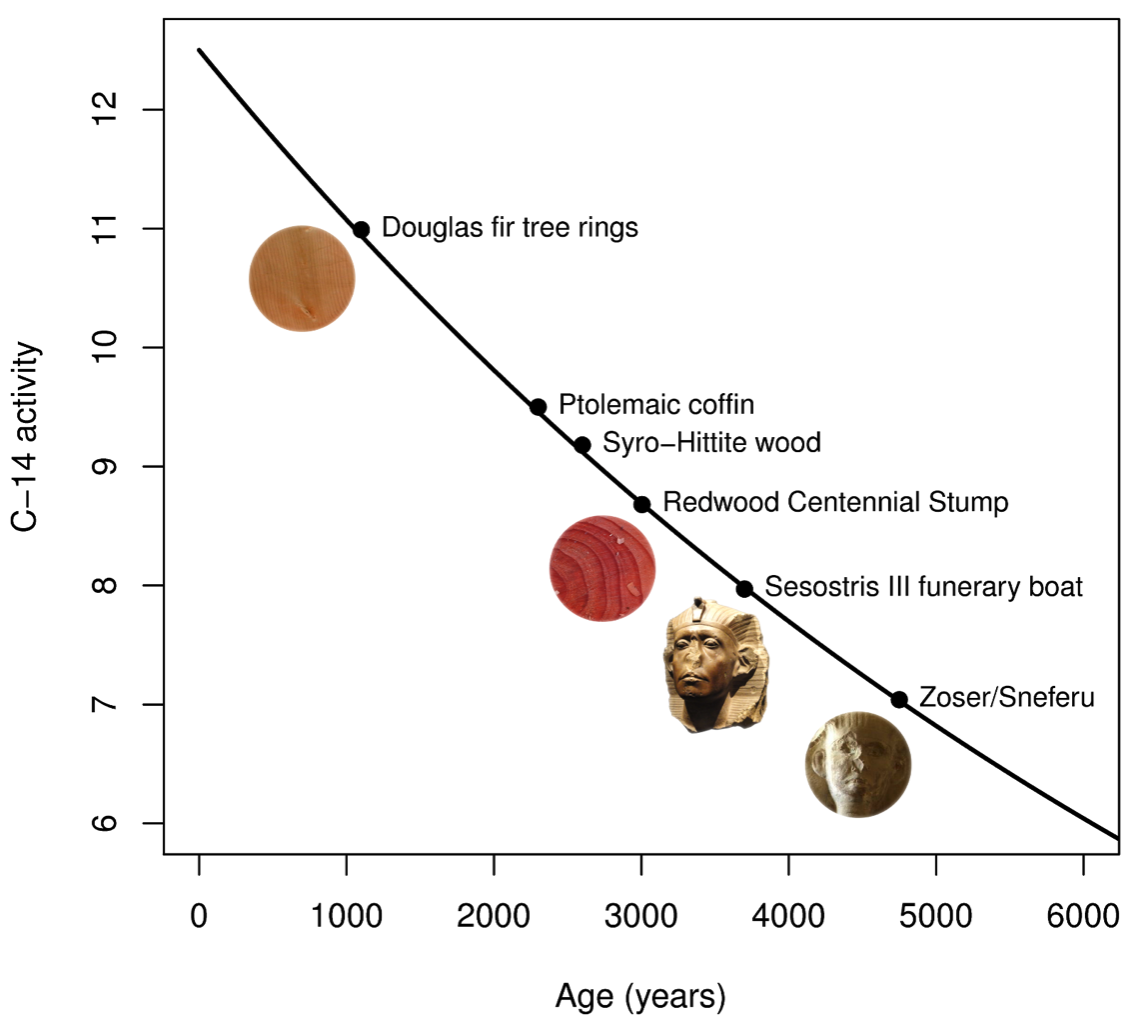 12
11
10
9
8
7
6
C−14 activity
Douglas fir tree rings
Ptolemaic coffin
Syro−Hittite wood
Redwood Centennial Stump
Sesostris III funerary boat
Zoser/Sneferu
0 1000 2000 3000 4000 5000 6000
Age (years)